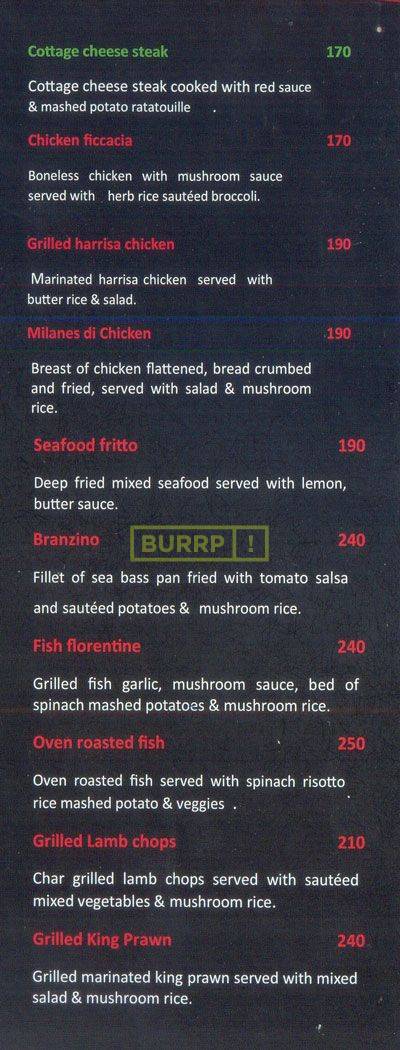 Cottage cheese steak 170
Cottage cheese steak cooked with red sauce
& mashed potato ratatouille .
Chicken ficcacia 170
Boneless chicken with mushroom sauce
served with herb rice sautéed broccoli.
Grilled harrisa chicken 190
Marinated harrisa chicken served with
butter rice & salad.
Milanes di Chicken 190
Breast of chicken flattened, bread crumbed
and fried, served with salad & mushroom
rice.
Seafood fritto 190
Deep fried mixed seafood served with lemon,
butter sauce.
Branzino 240
BURRP !
Fillet of sea bass pan fried with tomato salsa
and sautéed potatoes & mushroom rice.
Fish florentine 240
Grilled fish garlic, mushroom sauce, bed of
spinach mashed potatoes & mushroom rice.
Oven roasted fish 250
Oven roasted fish served with spinach risotto
rice mashed potato & veggies .
Grilled Lamb chops 210
Char grilled lamb chops served with sautéed
mixed vegetables & mushroom rice.
Grilled King Prawn 240
Grilled marinated king prawn served with mixed
salad & mushroom rice.